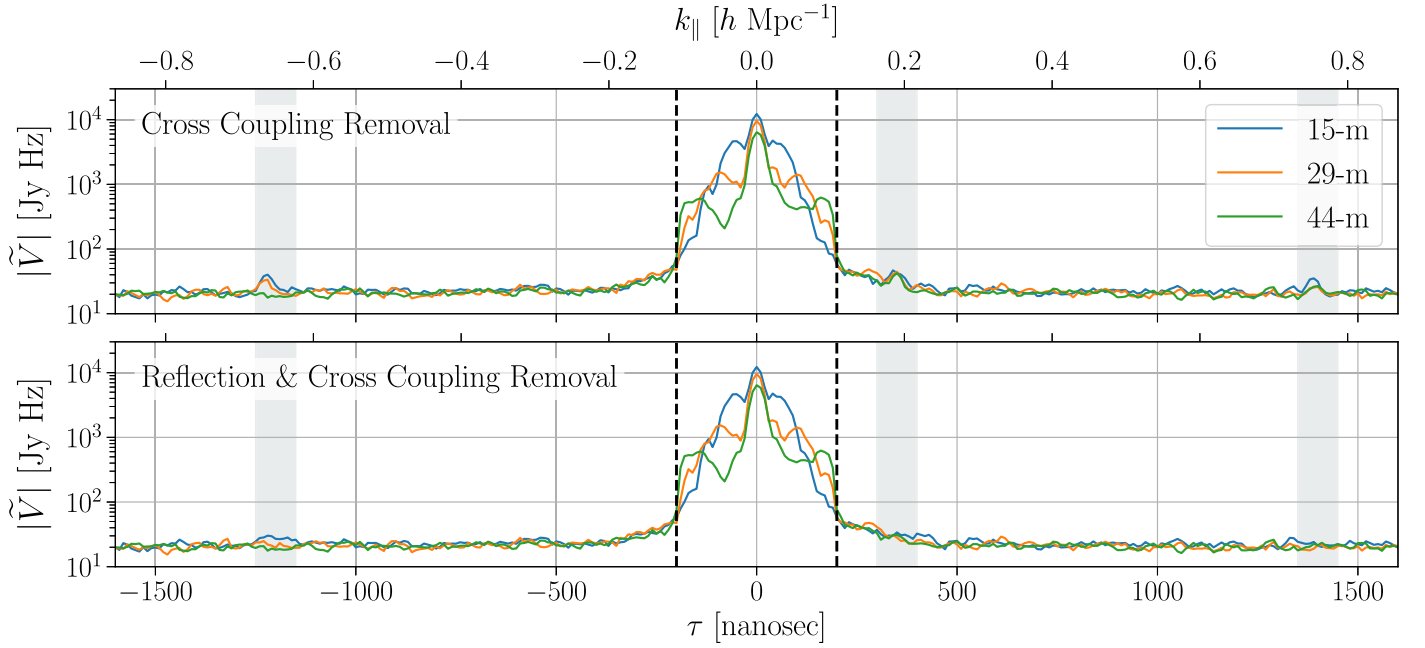 k∥ [h Mpc⁻¹]
−0.8 −0.6 −0.4 −0.2 0.0 0.2 0.4 0.6 0.8
Cross Coupling Removal
|Ṽ| [Jy Hz]
10⁴
10³
10²
10¹
15-m
29-m
44-m
Reflection & Cross Coupling Removal
|Ṽ| [Jy Hz]
10⁴
10³
10²
10¹
−1500 −1000 −500 0 500 1000 1500
τ [nanosec]